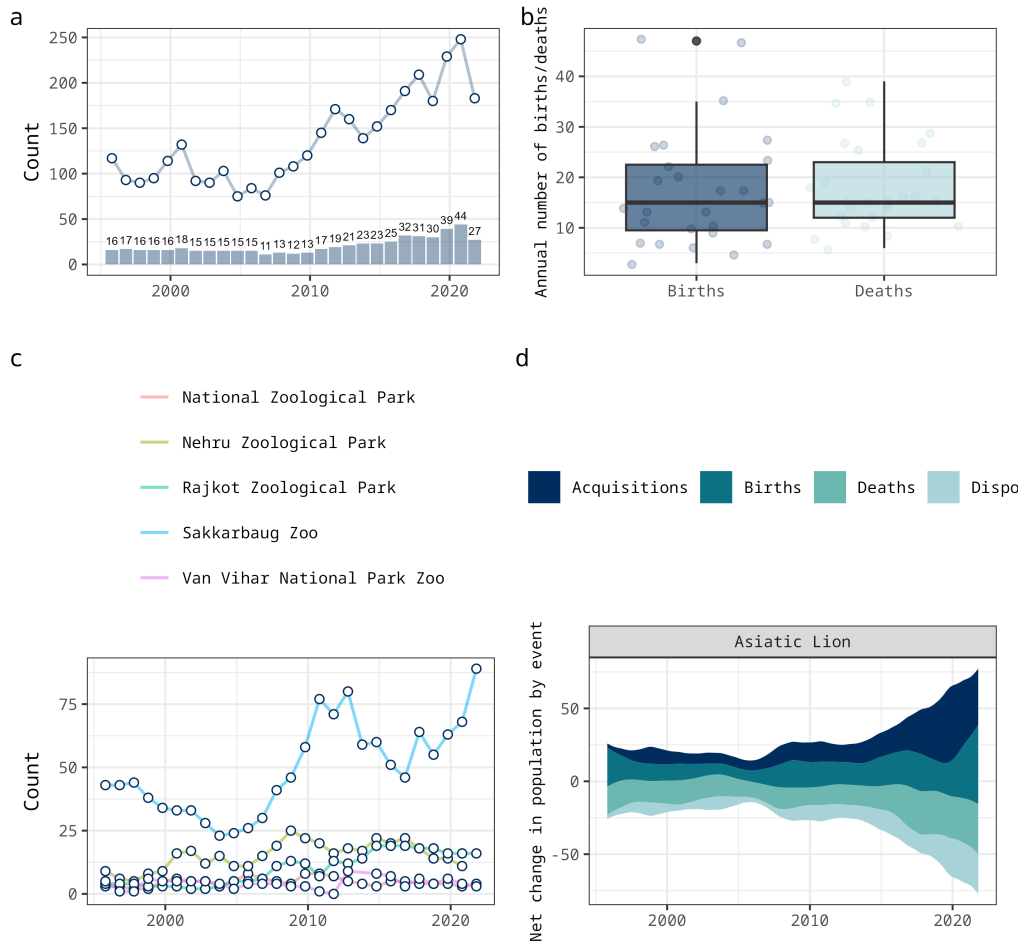 a
Count
250
200
150
100
50
0
16 17 16 16 16 18 15 15 15 15 15 11 13 12 13 17 19 21 23 23 25 32 31 30 39 44 27
2000 2010 2020
b
Annual number of births/deaths
40
30
20
10
Births Deaths
c
National Zoological Park
Nehru Zoological Park
Rajkot Zoological Park
Sakkarbaug Zoo
Van Vihar National Park Zoo
Count
75
50
25
0
2000 2010 2020
d
Acquisitions Births Deaths Dispo
Asiatic Lion
Net change in population by event
50
0
-50
2000 2010 2020